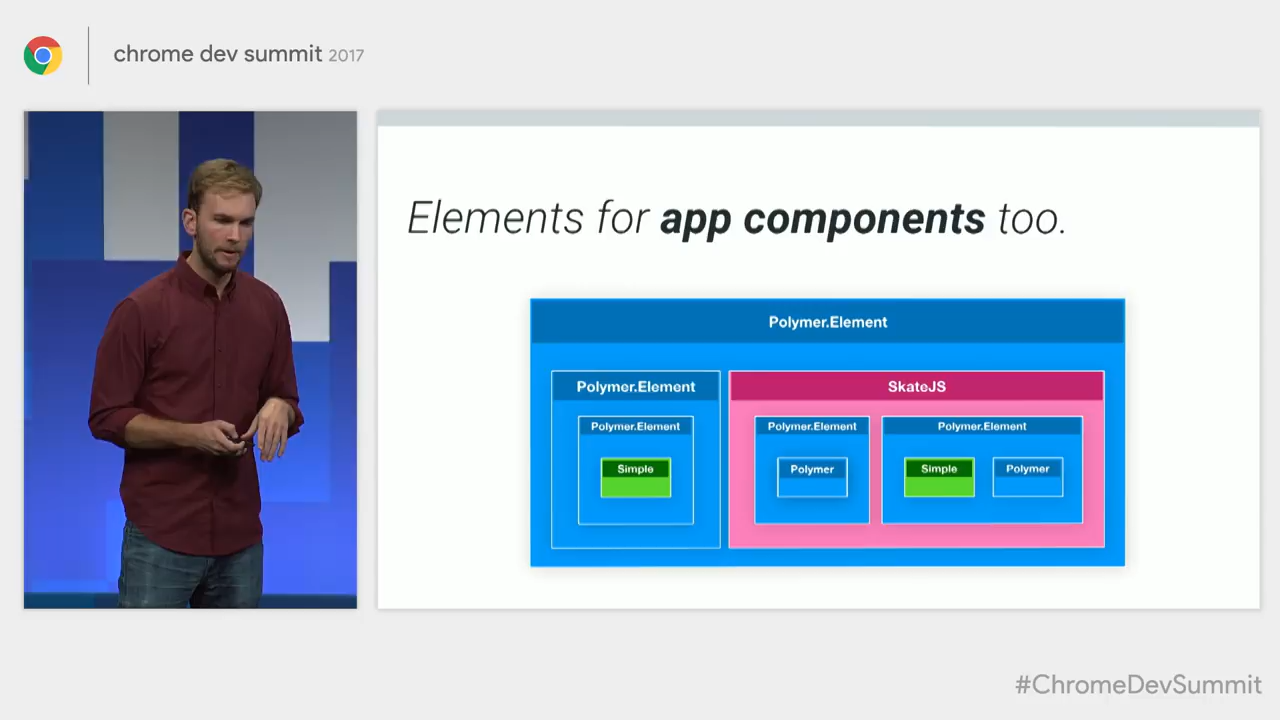 chrome dev summit 2017
Elements for app components too.
Polymer.Element
Polymer.Element
SkateJS
Polymer.Element
Polymer.Element
Polymer.Element
Simple
Polymer
Simple
Polymer
#ChromeDevSummit